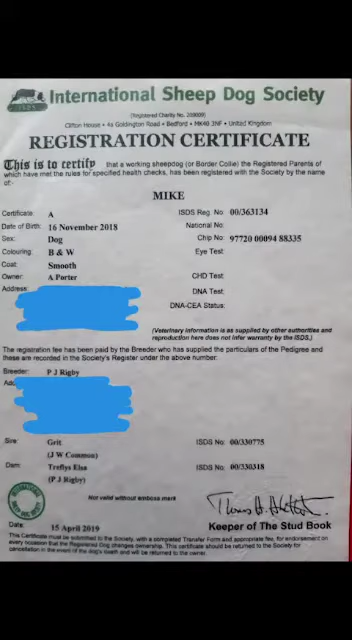 International Sheep Dog Society
(Registered Charity No. 209009)
Clifton House • 4a Goldington Road • Bedford • MK40 3NF • United Kingdom
REGISTRATION CERTIFICATE
This is to certify that a working sheepdog (or Border Collie) the Registered Parents of
which have met the rules for specified health checks, has been registered with the Society by the name
of:-
MIKE
Certificate: A ISDS Reg No: 00/363134
Date of Birth: 16 November 2018 National No:
Sex: Dog Chip No: 97720 00094 88335
Colouring: B & W Eye Test:
Coat: Smooth
Owner: A Porter CHD Test:
Address:
DNA Test:
DNA-CEA Status:
(Veterinary information is as supplied by other authorities and
reproduction here does not infer warranty by the ISDS.)
The registration fee has been paid by the Breeder who has supplied the particulars of the Pedigree and
these are recorded in the Society's Register under the above number.
Breeder: P J Rigby
Sire: Grit ISDS No: 00/330775
(J W Common)
Dam: Treflys Elsa ISDS No: 00/330318
(P J Rigby)
Not valid without emboss mark
Date: 15 April 2019 Keeper of The Stud Book
This Certificate must be submitted to the Society, with a completed Transfer Form and appropriate fee, for endorsement on
every occasion that the Registered Dog changes ownership. This certificate should be returned to the Society for
cancellation in the event of the dog's death and will be returned to the owner.